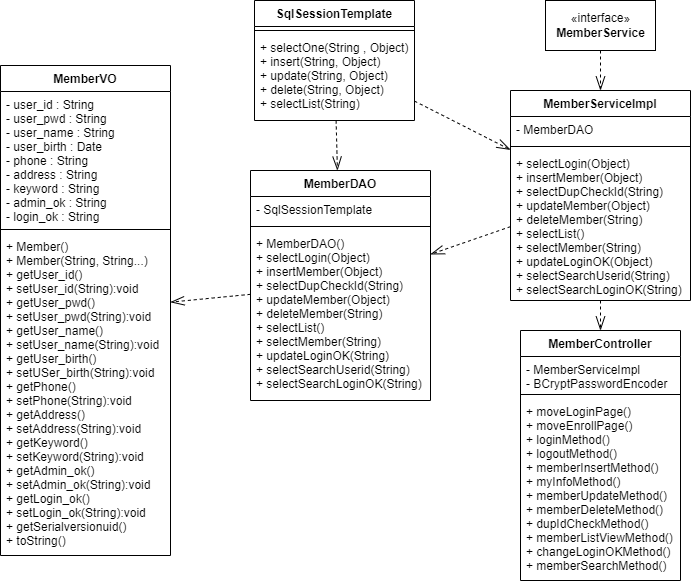 SqlSessionTemplate
+ selectOne(String , Object)
+ insert(String, Object)
+ update(String, Object)
+ delete(String, Object)
+ selectList(String)
«interface»
MemberService
MemberVO
- user_id : String
- user_pwd : String
- user_name : String
- user_birth : Date
- phone : String
- address : String
- keyword : String
- admin_ok : String
- login_ok : String
+ Member()
+ Member(String, String...)
+ getUser_id()
+ setUser_id(String):void
+ getUser_pwd()
+ setUser_pwd(String):void
+ getUser_name()
+ setUser_name(String):void
+ getUser_birth()
+ setUSer_birth(String):void
+ getPhone()
+ setPhone(String):void
+ getAddress()
+ setAddress(String):void
+ getKeyword()
+ setKeyword(String):void
+ getAdmin_ok()
+ setAdmin_ok(String):void
+ getLogin_ok()
+ setLogin_ok(String):void
+ getSerialversionuid()
+ toString()
MemberServiceImpl
- MemberDAO
+ selectLogin(Object)
+ insertMember(Object)
+ selectDupCheckId(String)
+ updateMember(Object)
+ deleteMember(String)
+ selectList()
+ selectMember(String)
+ updateLoginOK(Object)
+ selectSearchUserid(String)
+ selectSearchLoginOK(String)
MemberDAO
- SqlSessionTemplate
+ MemberDAO()
+ selectLogin(Object)
+ insertMember(Object)
+ selectDupCheckId(String)
+ updateMember(Object)
+ deleteMember(String)
+ selectList()
+ selectMember(String)
+ updateLoginOK(String)
+ selectSearchUserid(String)
+ selectSearchLoginOK(String)
MemberController
- MemberServiceImpl
- BCryptPasswordEncoder
+ moveLoginPage()
+ moveEnrollPage()
+ loginMethod()
+ logoutMethod()
+ memberInsertMethod()
+ myInfoMethod()
+ memberUpdateMethod()
+ memberDeleteMethod()
+ dupIdCheckMethod()
+ memberListViewMethod()
+ changeLoginOKMethod()
+ memberSearchMethod()